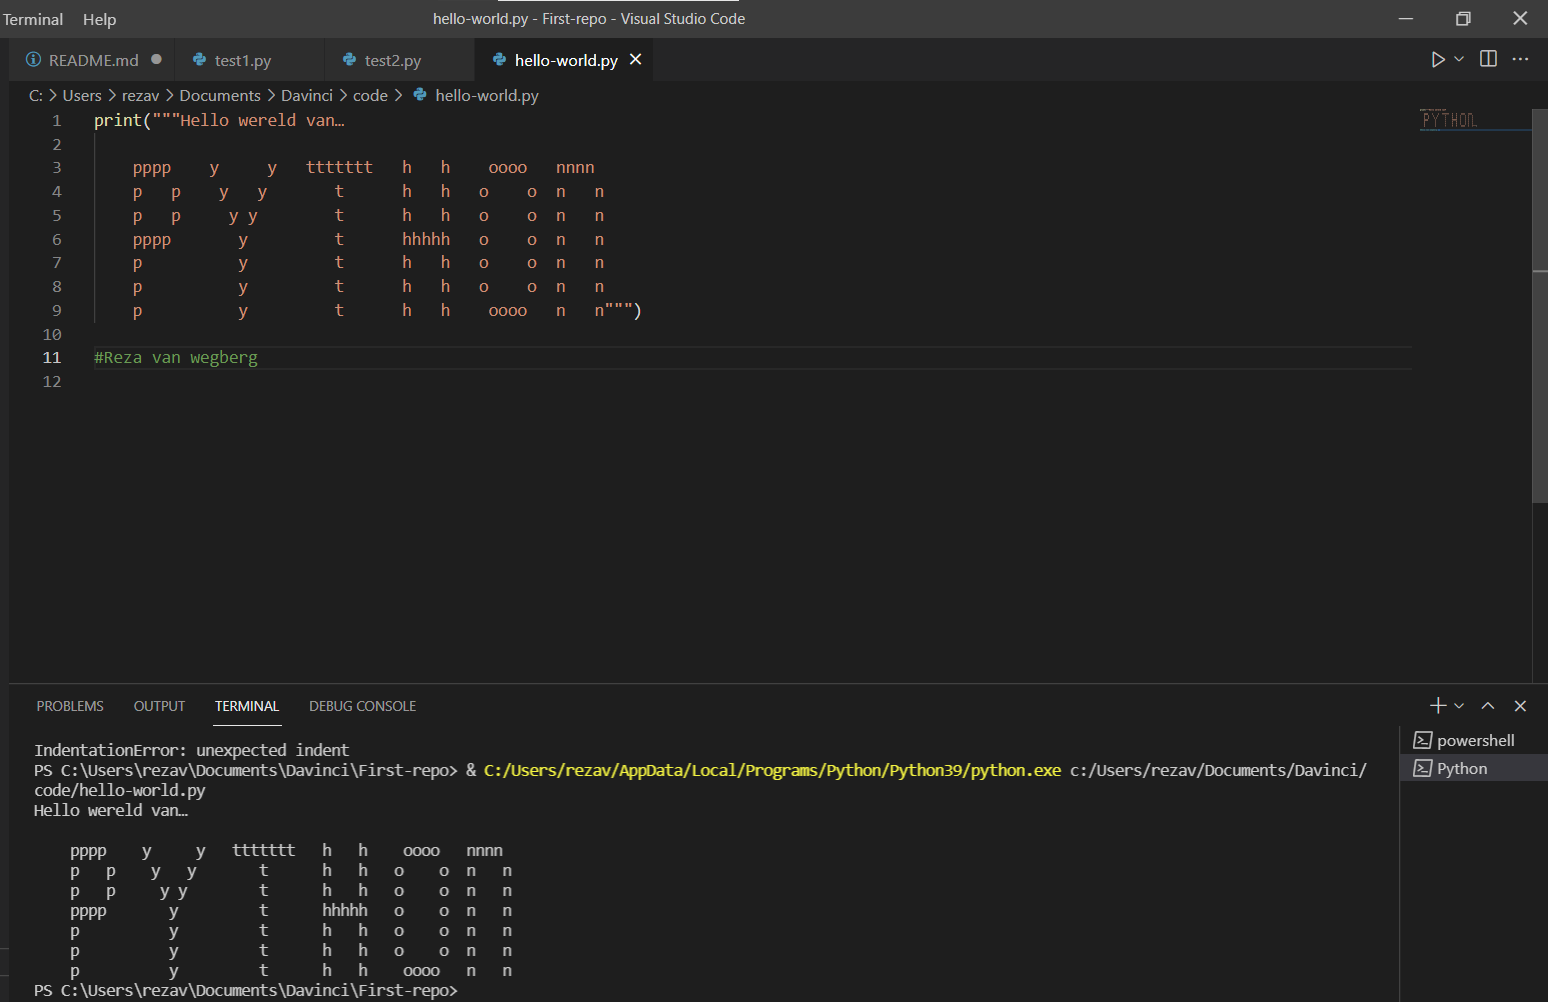 Terminal Help hello-world.py - First-repo - Visual Studio Code
README.md test1.py test2.py hello-world.py
C: > Users > rezav > Documents > Davinci > code > hello-world.py
1 print("""Hello wereld van…
2
3     pppp    y     y   ttttttt   h   h    oooo   nnnn
4     p   p    y   y       t      h   h   o    o  n   n
5     p   p     y y        t      h   h   o    o  n   n
6     pppp       y         t      hhhhh   o    o  n   n
7     p          y         t      h   h   o    o  n   n
8     p          y         t      h   h   o    o  n   n
9     p          y         t      h   h    oooo   n   n""")
10
11 #Reza van wegberg
12
PYTHON
PROBLEMS OUTPUT TERMINAL DEBUG CONSOLE
powershell
Python
IndentationError: unexpected indent
PS C:\Users\rezav\Documents\Davinci\First-repo> & C:/Users/rezav/AppData/Local/Programs/Python/Python39/python.exe c:/Users/rezav/Documents/Davinci/
code/hello-world.py
Hello wereld van…
    pppp    y     y   ttttttt   h   h    oooo   nnnn
    p   p    y   y       t      h   h   o    o  n   n
    p   p     y y        t      h   h   o    o  n   n
    pppp       y         t      hhhhh   o    o  n   n
    p          y         t      h   h   o    o  n   n
    p          y         t      h   h   o    o  n   n
    p          y         t      h   h    oooo   n   n
PS C:\Users\rezav\Documents\Davinci\First-repo>